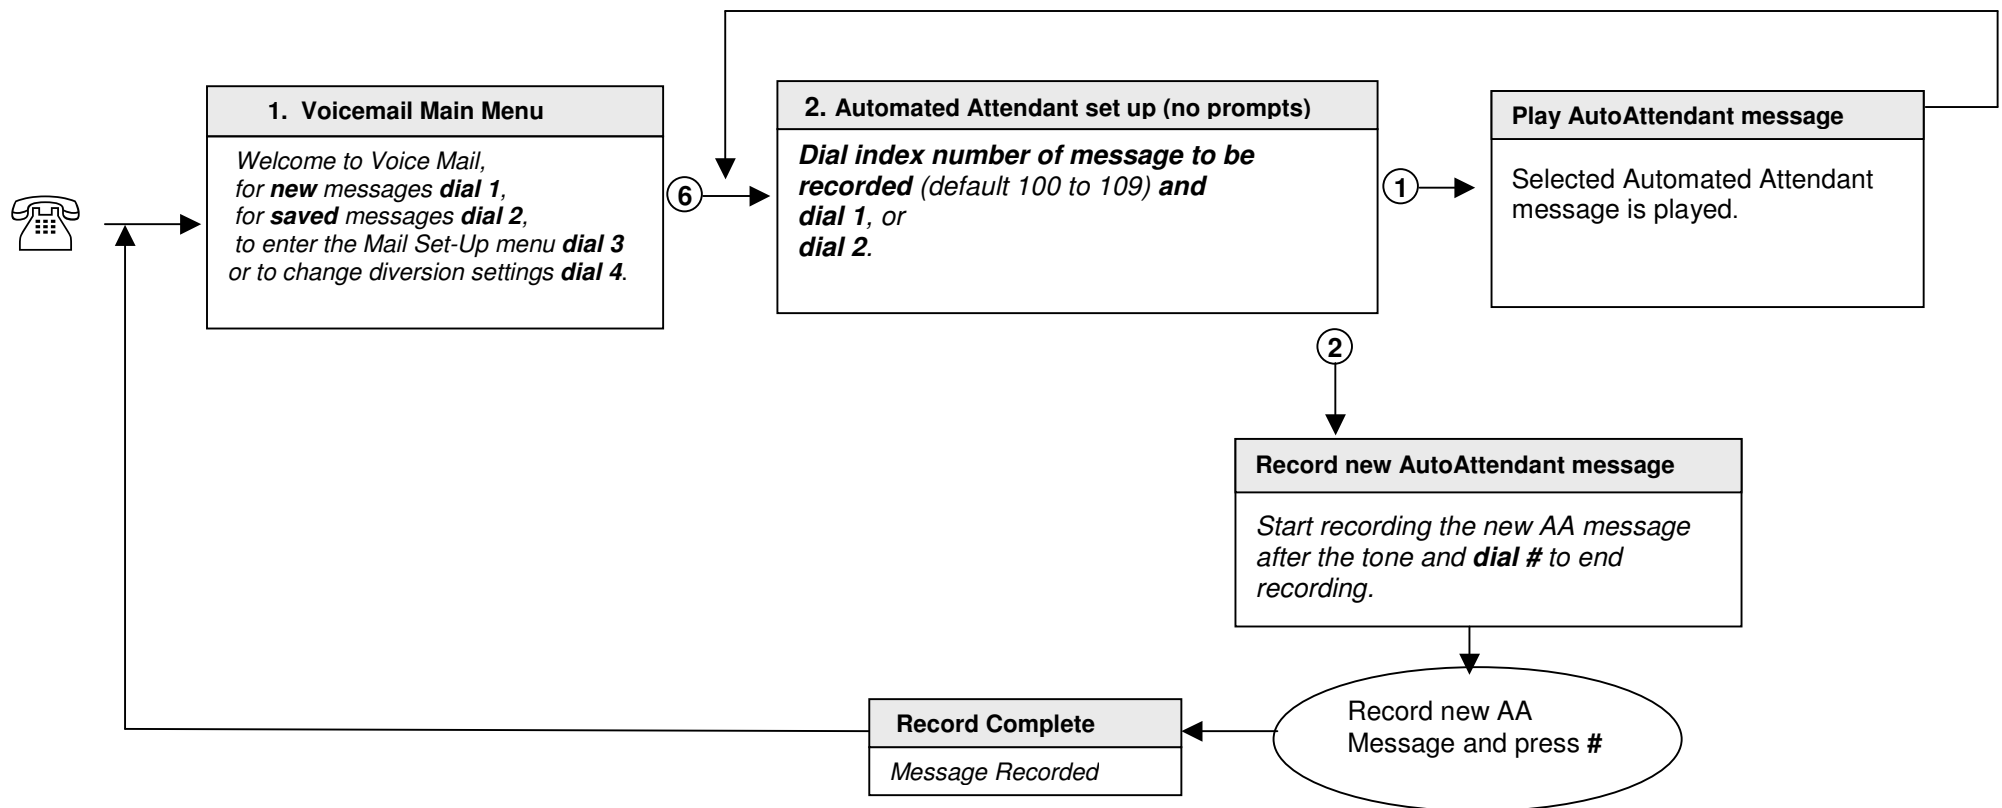 1. Voicemail Main Menu
Welcome to Voice Mail,
for new messages dial 1,
for saved messages dial 2,
to enter the Mail Set-Up menu dial 3
or to change diversion settings dial 4.
6
2. Automated Attendant set up (no prompts)
Dial index number of message to be
recorded (default 100 to 109) and
dial 1, or
dial 2.
1
Play AutoAttendant message
Selected Automated Attendant
message is played.
2
Record new AutoAttendant message
Start recording the new AA message
after the tone and dial # to end
recording.
Record new AA
Message and press #
Record Complete
Message Recorded